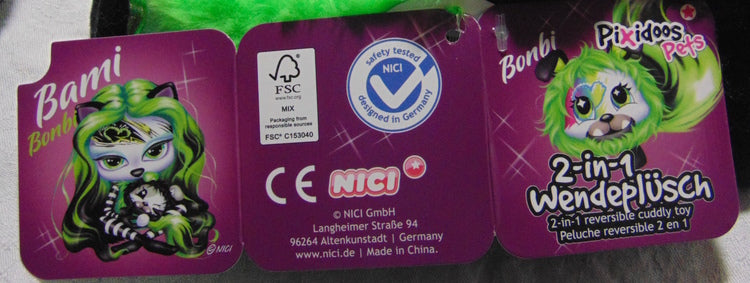 Bami
Bonbi
©NICI
FSC
www.fsc.org
MIX
Packaging from
responsible sources
FSC® C153040
safety tested
NICI
designed in Germany
CE NICI
© NICI GmbH
Langheimer Straße 94
96264 Altenkunstadt | Germany
www.nici.de | Made in China.
Bonbi
Pixidoos
Pets
2-in-1
Wendeplüsch
2-in-1 reversible cuddly toy
Peluche reversible 2 en 1